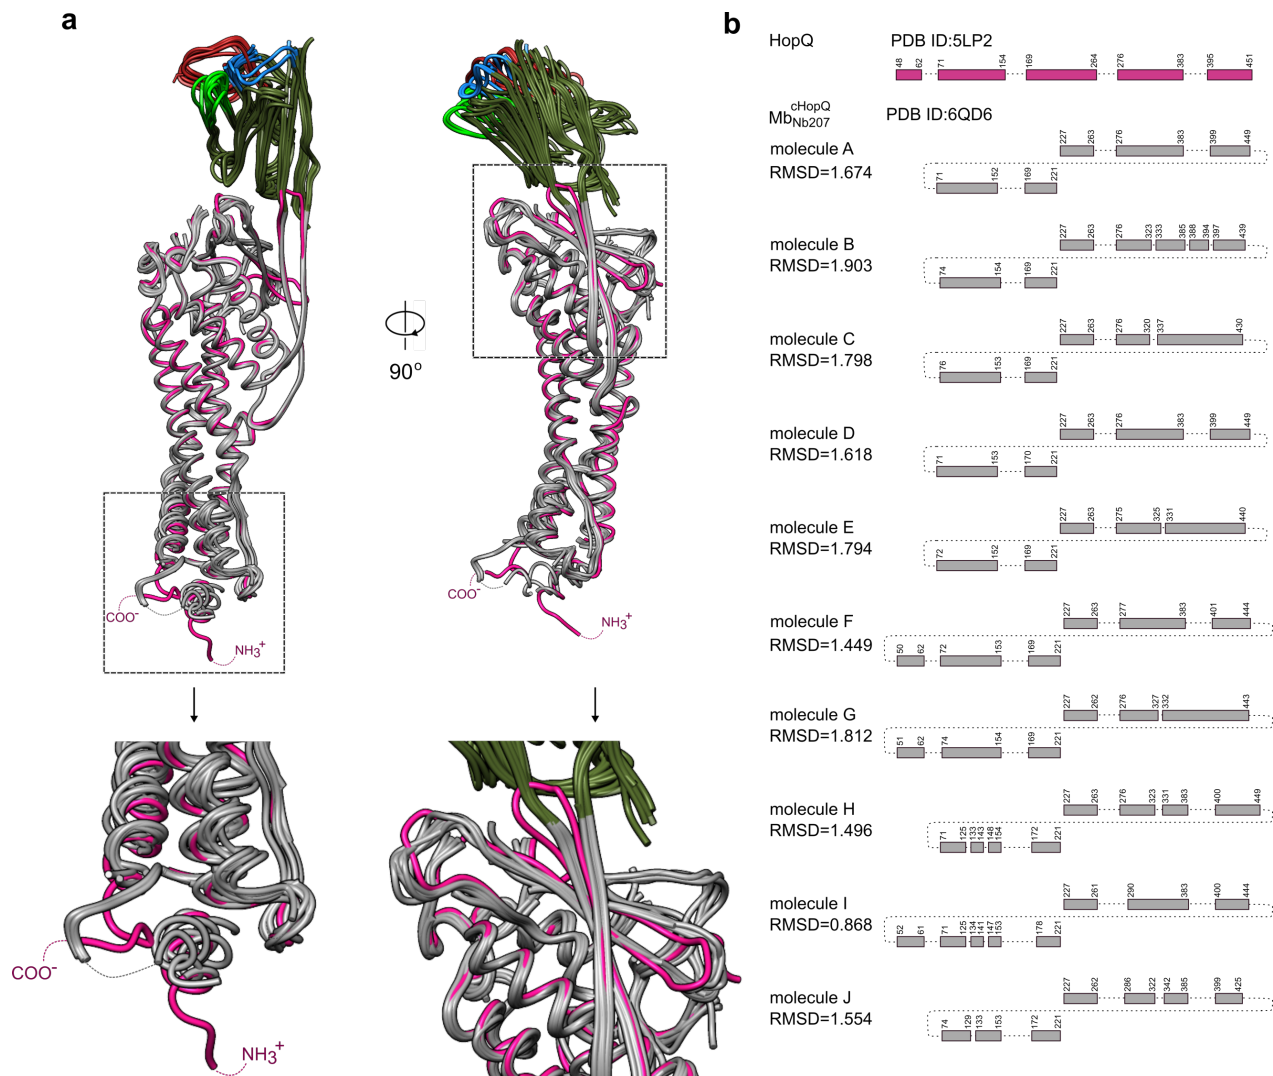 a
90°
COO-
NH3+
COO-
NH3+
COO-
NH3+
b
HopQ PDB ID:5LP2
48 62 71 154 169 264 276 383 395 451
Mb cHopQ Nb207 PDB ID:6QD6
molecule A
RMSD=1.674
227 263 276 383 399 449
71 152 169 221
molecule B
RMSD=1.903
227 263 276 323 333 385 388 394 397 439
74 154 169 221
molecule C
RMSD=1.798
227 263 276 320 337 430
76 153 169 221
molecule D
RMSD=1.618
227 263 276 383 399 449
71 153 170 221
molecule E
RMSD=1.794
227 263 275 325 331 440
72 152 169 221
molecule F
RMSD=1.449
227 263 277 383 401 444
50 62 72 153 169 221
molecule G
RMSD=1.812
227 262 276 327 332 443
51 62 74 154 169 221
molecule H
RMSD=1.496
227 263 276 323 331 383 400 449
71 125 133 143 148 154 172 221
molecule I
RMSD=0.868
227 261 290 383 400 444
52 61 71 125 134 141 147 153 178 221
molecule J
RMSD=1.554
227 262 286 322 342 385 399 425
74 129 133 153 172 221